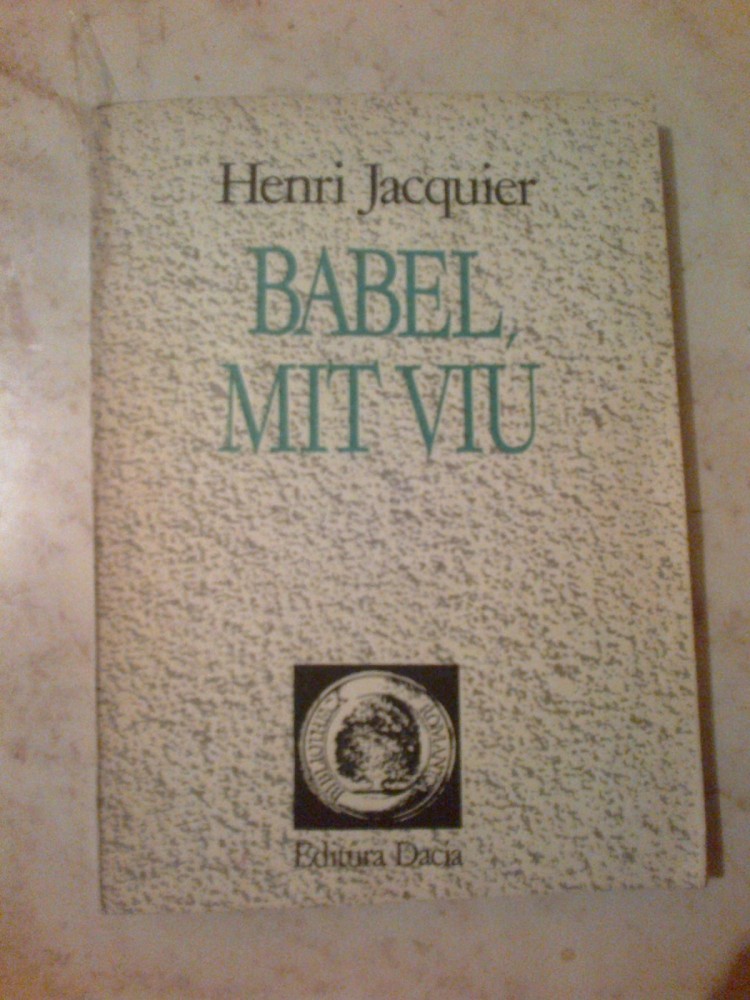 Henri Jacquier
BABEL,
MIT VIU
Editura Dacia